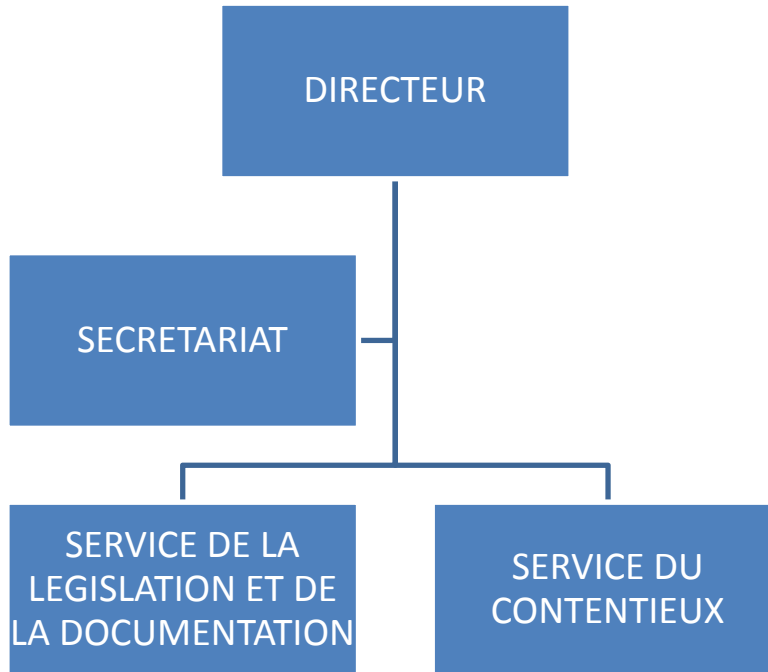 DIRECTEUR
SECRETARIAT
SERVICE DE LA
LEGISLATION ET DE
LA DOCUMENTATION
SERVICE DU
CONTENTIEUX